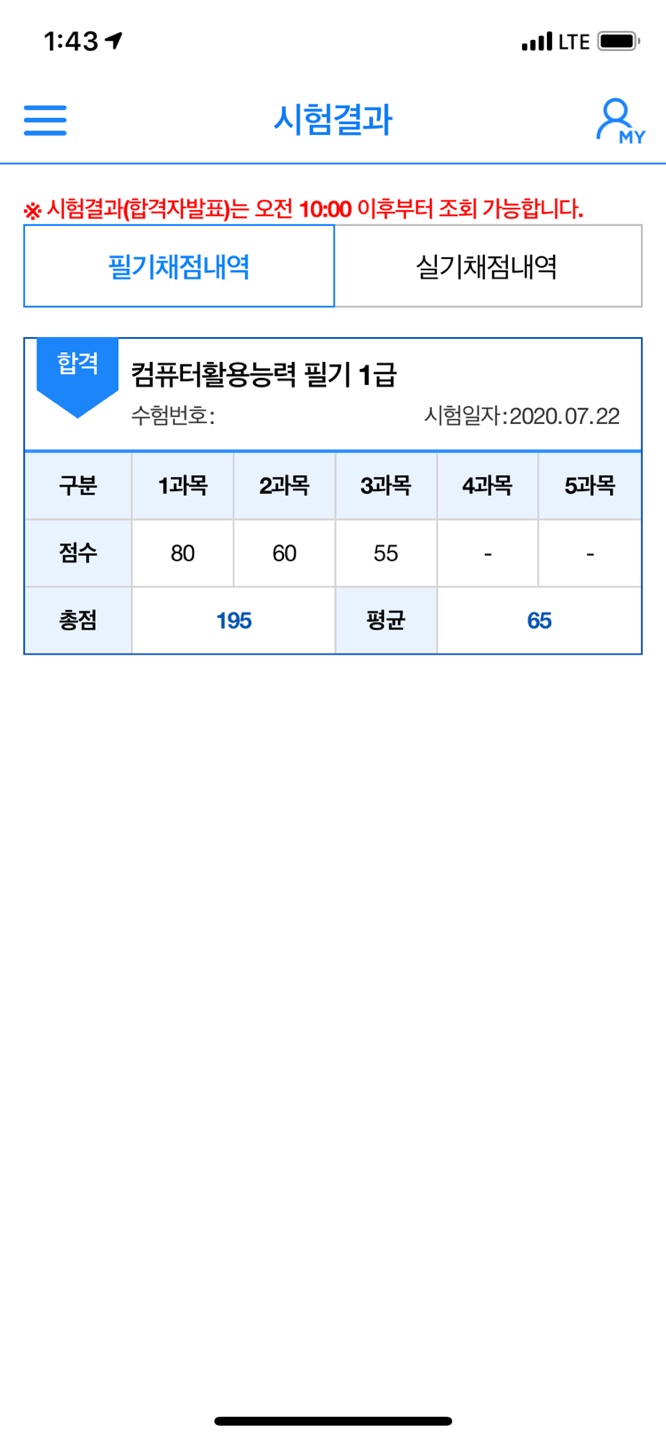 1:43 LTE
시험결과 MY
※ 시험결과(합격자발표)는 오전 10:00 이후부터 조회 가능합니다.
필기채점내역 실기채점내역
합격 컴퓨터활용능력 필기 1급
수험번호: 시험일자:2020.07.22
구분 1과목 2과목 3과목 4과목 5과목
점수 80 60 55 - -
총점 195 평균 65